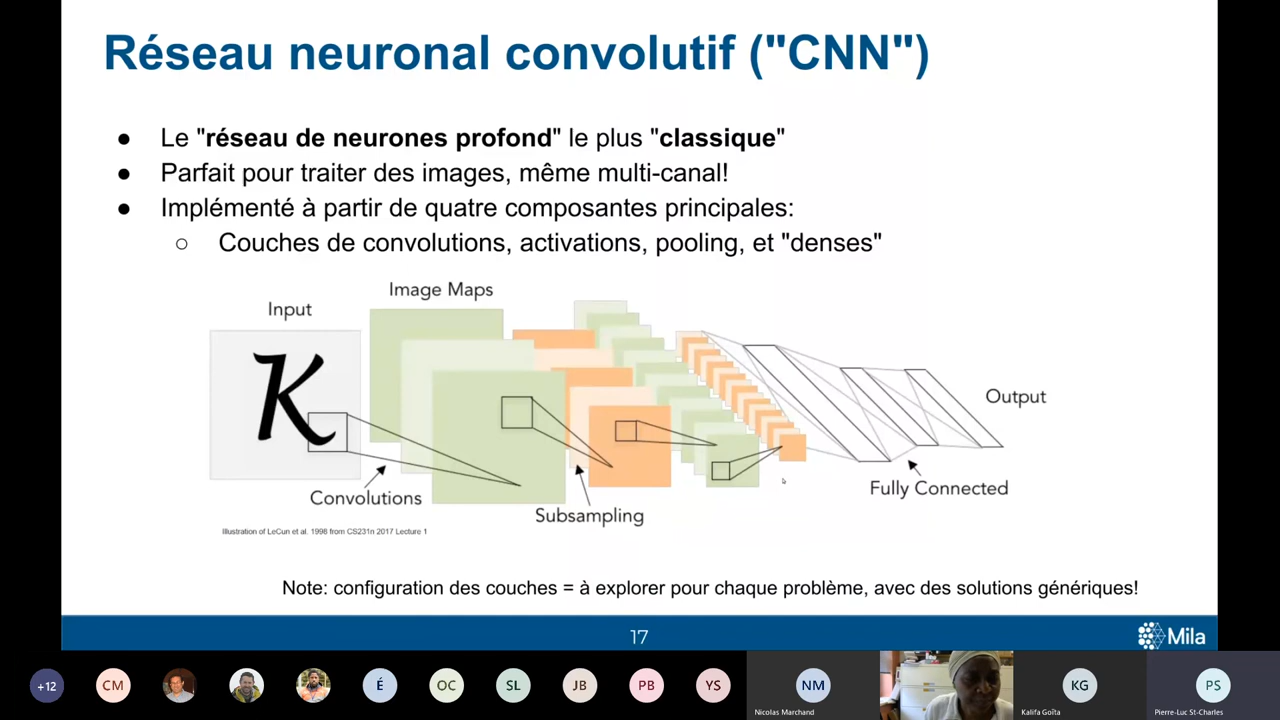 Réseau neuronal convolutif ("CNN")
● Le "réseau de neurones profond" le plus "classique"
● Parfait pour traiter des images, même multi-canal!
● Implémenté à partir de quatre composantes principales:
○ Couches de convolutions, activations, pooling, et "denses"
Image Maps
Input
K
Output
Convolutions
Fully Connected
Subsampling
Illustration of LeCun et al. 1998 from CS231n 2017 Lecture 1
Note: configuration des couches = à explorer pour chaque problème, avec des solutions génériques!
17
Mila
+12
CM
É
OC
SL
JB
PB
YS
NM
KG
PS
Nicolas Marchand
Kalifa Goïta
Pierre-Luc St-Charles